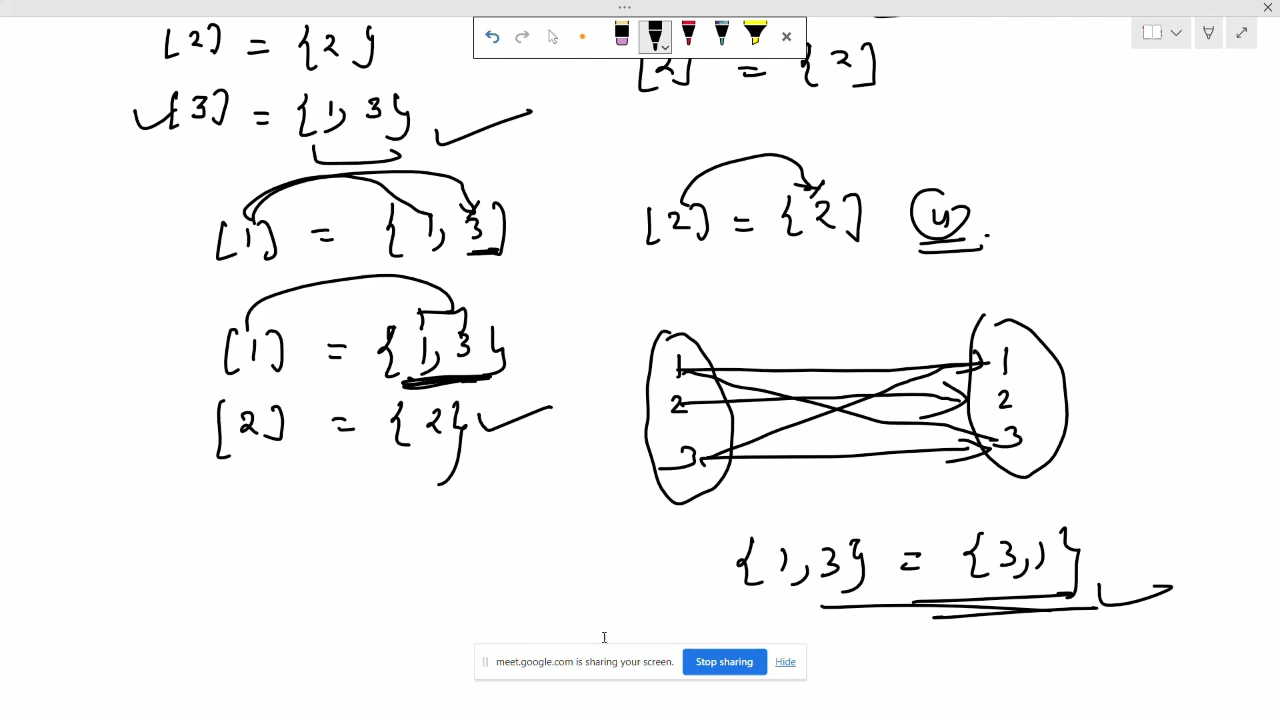 [2] = {2}
[3] = {1, 3}
[2] = {2]
[1] = {1, 3]
[2] = {2]
[1] = {1, 3}
[2] = {2}
1 1
2 2
3 3
{1, 3} = {3, 1}
meet.google.com is sharing your screen. Stop sharing Hide